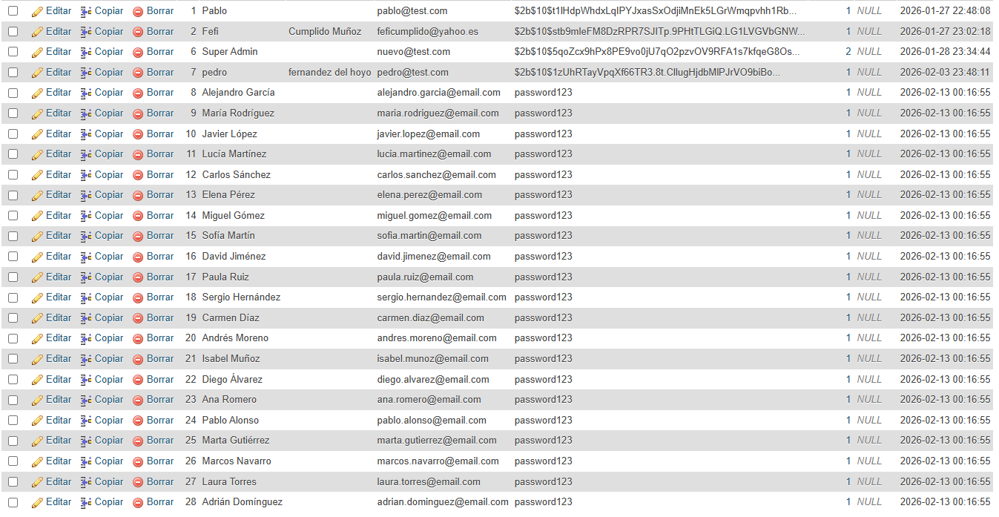 Editar Copiar Borrar 1 Pablo pablo@test.com 1 NULL 2026-01-27 22:48:08
Editar Copiar Borrar 2 Fefi Cumplido Muñoz feficumplido@yahoo.es 1 NULL 2026-01-27 23:02:18
Editar Copiar Borrar 6 Super Admin nuevo@test.com 2 NULL 2026-01-28 23:34:44
Editar Copiar Borrar 7 pedro fernandez del hoyo pedro@test.com 1 NULL 2026-02-03 23:48:11
Editar Copiar Borrar 8 Alejandro García alejandro.garcia@email.com password123 1 NULL 2026-02-13 00:16:55
Editar Copiar Borrar 9 María Rodríguez maria.rodriguez@email.com password123 1 NULL 2026-02-13 00:16:55
Editar Copiar Borrar 10 Javier López javier.lopez@email.com password123 1 NULL 2026-02-13 00:16:55
Editar Copiar Borrar 11 Lucía Martínez lucia.martinez@email.com password123 1 NULL 2026-02-13 00:16:55
Editar Copiar Borrar 12 Carlos Sánchez carlos.sanchez@email.com password123 1 NULL 2026-02-13 00:16:55
Editar Copiar Borrar 13 Elena Pérez elena.perez@email.com password123 1 NULL 2026-02-13 00:16:55
Editar Copiar Borrar 14 Miguel Gómez miguel.gomez@email.com password123 1 NULL 2026-02-13 00:16:55
Editar Copiar Borrar 15 Sofía Martín sofia.martin@email.com password123 1 NULL 2026-02-13 00:16:55
Editar Copiar Borrar 16 David Jiménez david.jimenez@email.com password123 1 NULL 2026-02-13 00:16:55
Editar Copiar Borrar 17 Paula Ruiz paula.ruiz@email.com password123 1 NULL 2026-02-13 00:16:55
Editar Copiar Borrar 18 Sergio Hernández sergio.hernandez@email.com password123 1 NULL 2026-02-13 00:16:55
Editar Copiar Borrar 19 Carmen Díaz carmen.diaz@email.com password123 1 NULL 2026-02-13 00:16:55
Editar Copiar Borrar 20 Andrés Moreno andres.moreno@email.com password123 1 NULL 2026-02-13 00:16:55
Editar Copiar Borrar 21 Isabel Muñoz isabel.munoz@email.com password123 1 NULL 2026-02-13 00:16:55
Editar Copiar Borrar 22 Diego Álvarez diego.alvarez@email.com password123 1 NULL 2026-02-13 00:16:55
Editar Copiar Borrar 23 Ana Romero ana.romero@email.com password123 1 NULL 2026-02-13 00:16:55
Editar Copiar Borrar 24 Pablo Alonso pablo.alonso@email.com password123 1 NULL 2026-02-13 00:16:55
Editar Copiar Borrar 25 Marta Gutiérrez marta.gutierrez@email.com password123 1 NULL 2026-02-13 00:16:55
Editar Copiar Borrar 26 Marcos Navarro marcos.navarro@email.com password123 1 NULL 2026-02-13 00:16:55
Editar Copiar Borrar 27 Laura Torres laura.torres@email.com password123 1 NULL 2026-02-13 00:16:55
Editar Copiar Borrar 28 Adrián Domínguez adrian.dominguez@email.com password123 1 NULL 2026-02-13 00:16:55